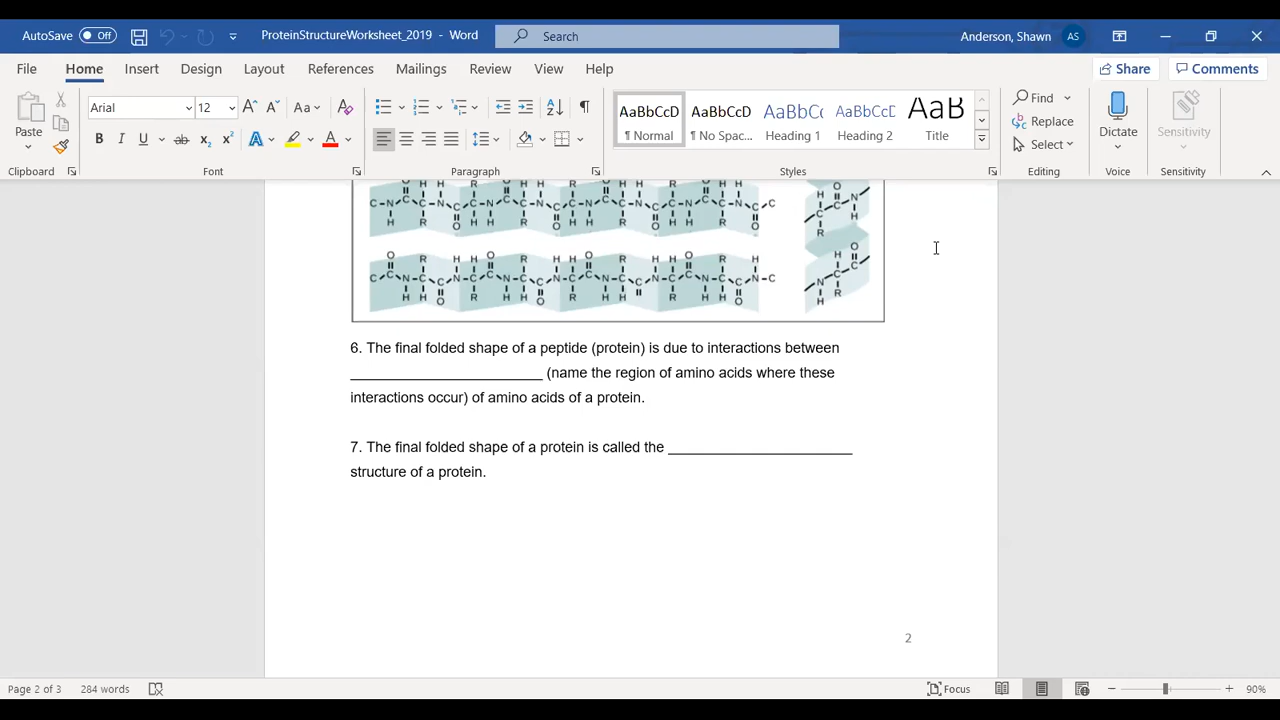 AutoSave Off ProteinStructureWorksheet_2019 - Word Search Anderson, Shawn AS
File Home Insert Design Layout References Mailings Review View Help Share Comments
Arial 12 Aa AaBbCcD AaBbCcD AaBbCc AaBbCcD AaB Find
Paste ¶ Normal ¶ No Spac... Heading 1 Heading 2 Title Replace Dictate Sensitivity
Select
Clipboard Font Paragraph Styles Editing Voice Sensitivity
6. The final folded shape of a peptide (protein) is due to interactions between
________________________ (name the region of amino acids where these
interactions occur) of amino acids of a protein.
7. The final folded shape of a protein is called the _______________________
structure of a protein.
2
Page 2 of 3 284 words Focus 90%